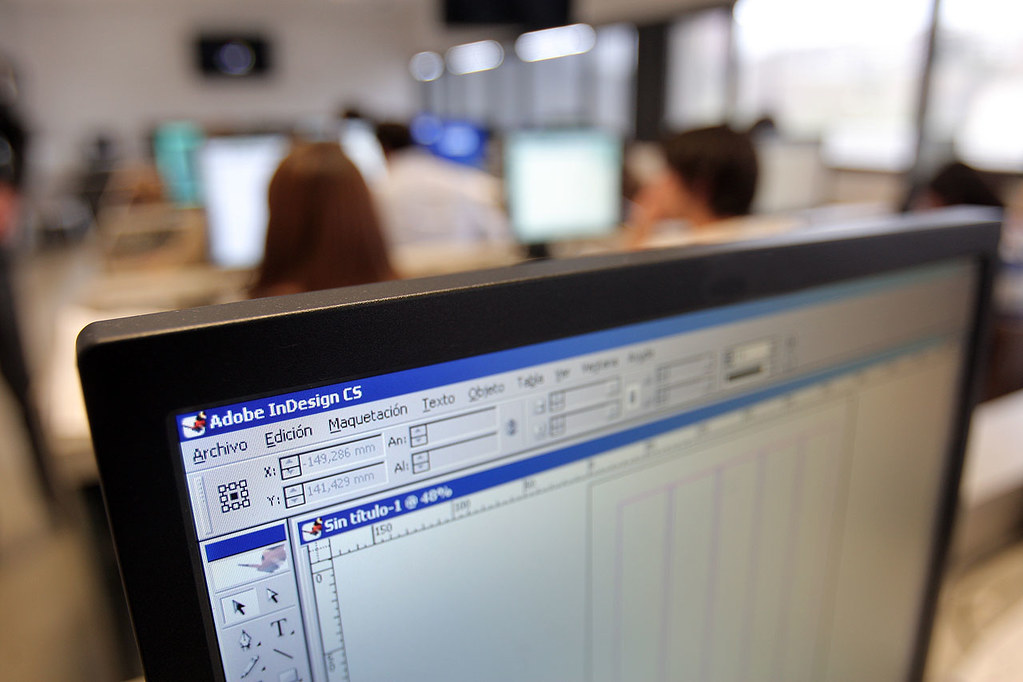 Adobe InDesign CS
Archivo Edición Maquetación Texto Objeto Tabla Ver Ventana Ayuda
X: -149,286 mm An:
Y: 141,429 mm Al:
Sin título-1 @ 48%
150 100 50 0
0
T